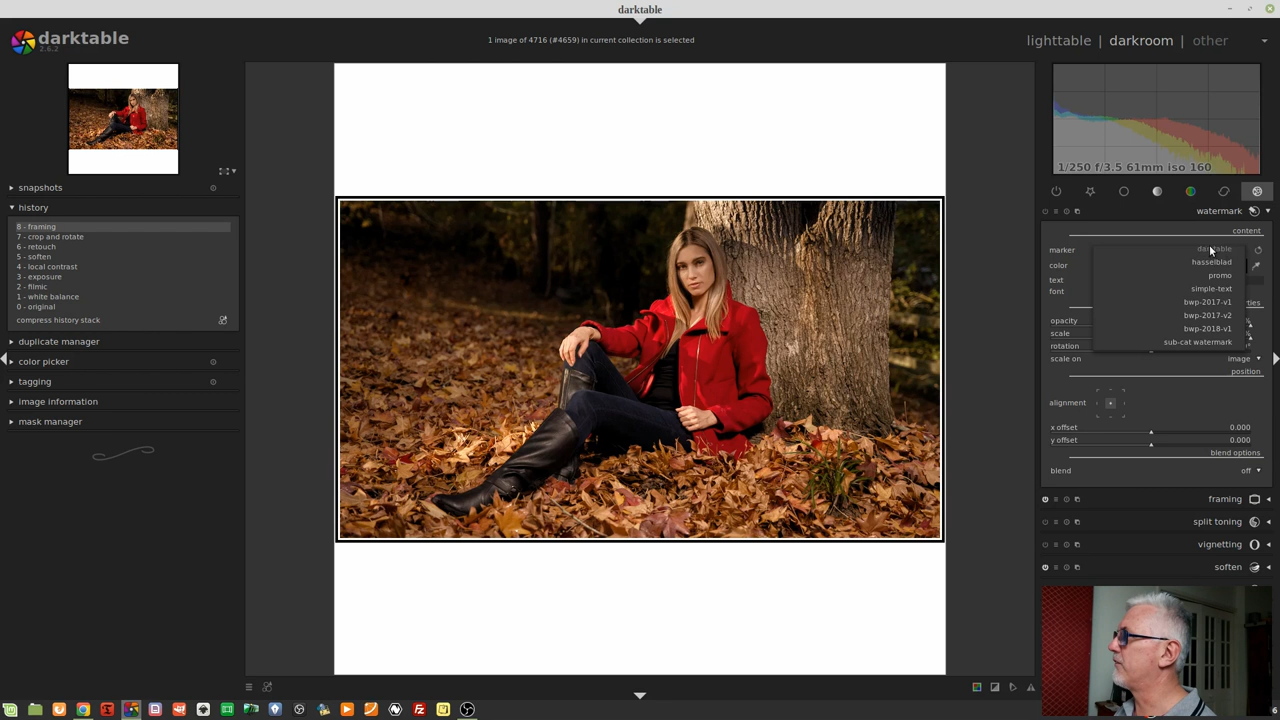 darktable
darktable
2.6.2
1 image of 4716 (#4659) in current collection is selected
lighttable | darkroom | other
1/250 f/3.5 61mm iso 160
snapshots
history
8 - framing
7 - crop and rotate
6 - retouch
5 - soften
4 - local contrast
3 - exposure
2 - filmic
1 - white balance
0 - original
compress history stack
duplicate manager
color picker
tagging
image information
mask manager
watermark
content
marker
darktable
hasselblad
color
promo
text
simple-text
font
bwp-2017-v1
bwp-2017-v2
opacity
bwp-2018-v1
scale
sub-cat watermark
rotation
scale on image
position
alignment
x offset 0.000
y offset 0.000
blend options
blend off
framing
split toning
vignetting
soften